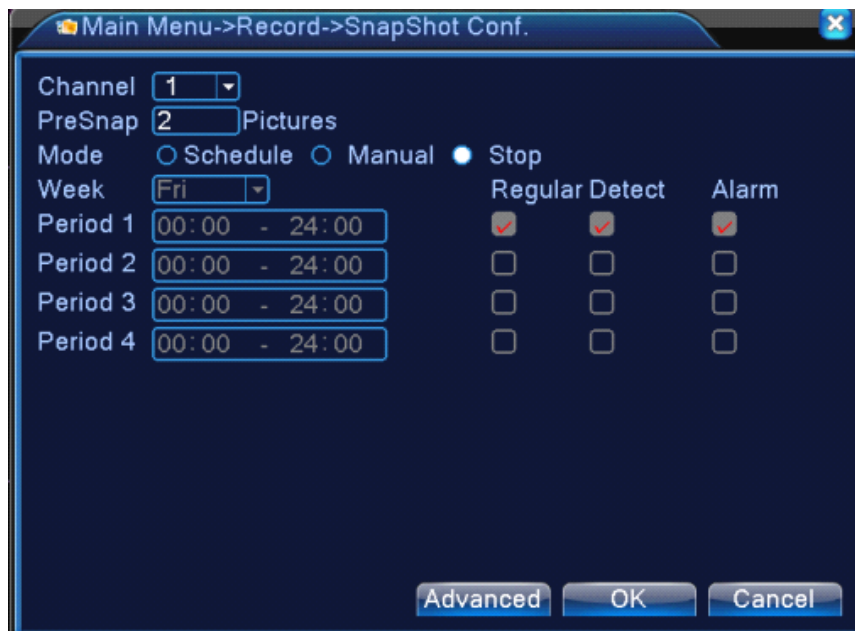 Main Menu->Record->SnapShot Conf.
Channel 1
PreSnap 2 Pictures
Mode Schedule Manual Stop
Week Fri Regular Detect Alarm
Period 1 00:00 - 24:00
Period 2 00:00 - 24:00
Period 3 00:00 - 24:00
Period 4 00:00 - 24:00
Advanced OK Cancel